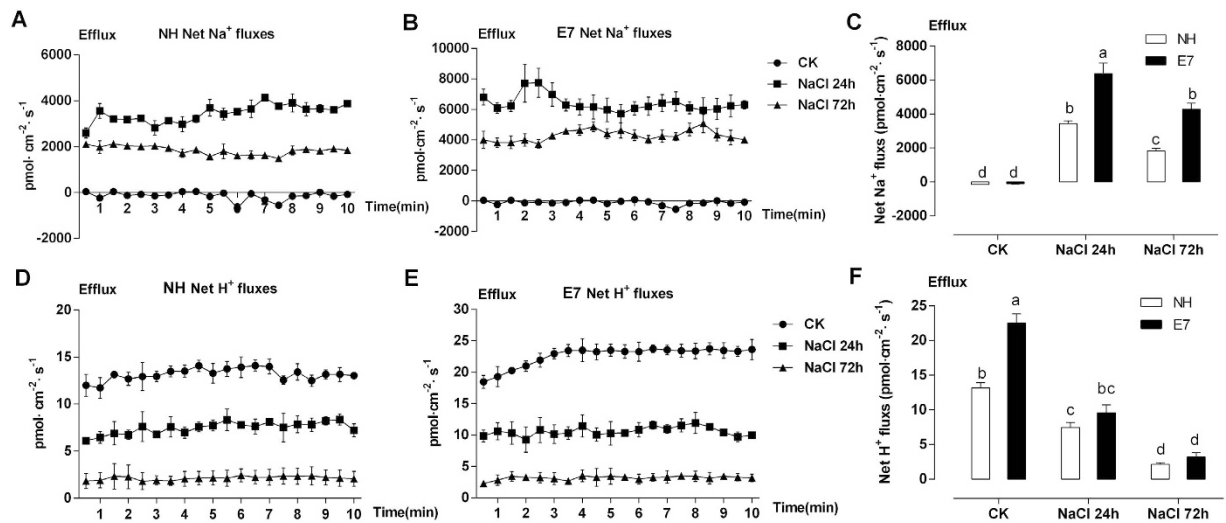 A
Efflux
NH Net Na⁺ fluxes
pmol· cm⁻²· s⁻¹
6000
4000
2000
0
-2000
1 2 3 4 5 6 7 8 9 10 Time(min)
B
Efflux
E7 Net Na⁺ fluxes
pmol·cm⁻²· s⁻¹
10000
8000
6000
4000
2000
0
-2000
1 2 3 4 5 6 7 8 9 10 Time(min)
CK
NaCl 24h
NaCl 72h
C
Efflux
Net Na⁺ fluxs (pmol·cm⁻²· s⁻¹)
8000
6000
4000
2000
0
2000
d d b a c b
CK NaCl 24h NaCl 72h
NH
E7
D
Efflux
NH Net H⁺ fluxes
pmol· cm⁻²· s⁻¹
20
15
10
5
0
1 2 3 4 5 6 7 8 9 10 Time(min)
E
Efflux
E7 Net H⁺ fluxes
pmol·cm⁻²· s⁻¹
30
25
20
15
10
5
0
1 2 3 4 5 6 7 8 9 10 Time(min)
CK
NaCl 24h
NaCl 72h
F
Efflux
Net H⁺ fluxs (pmol·cm⁻²· s⁻¹)
25
20
15
10
5
0
b a c bc d d
CK NaCl 24h NaCl 72h
NH
E7